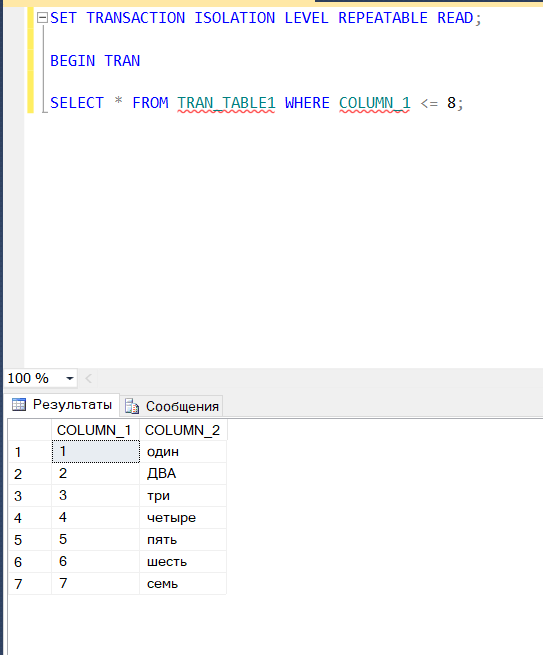 SET TRANSACTION ISOLATION LEVEL REPEATABLE READ;
BEGIN TRAN
SELECT * FROM TRAN_TABLE1 WHERE COLUMN_1 <= 8;
100 %
Результаты Сообщения
COLUMN_1 COLUMN_2
1 1 один
2 2 ДВА
3 3 три
4 4 четыре
5 5 пять
6 6 шесть
7 7 семь